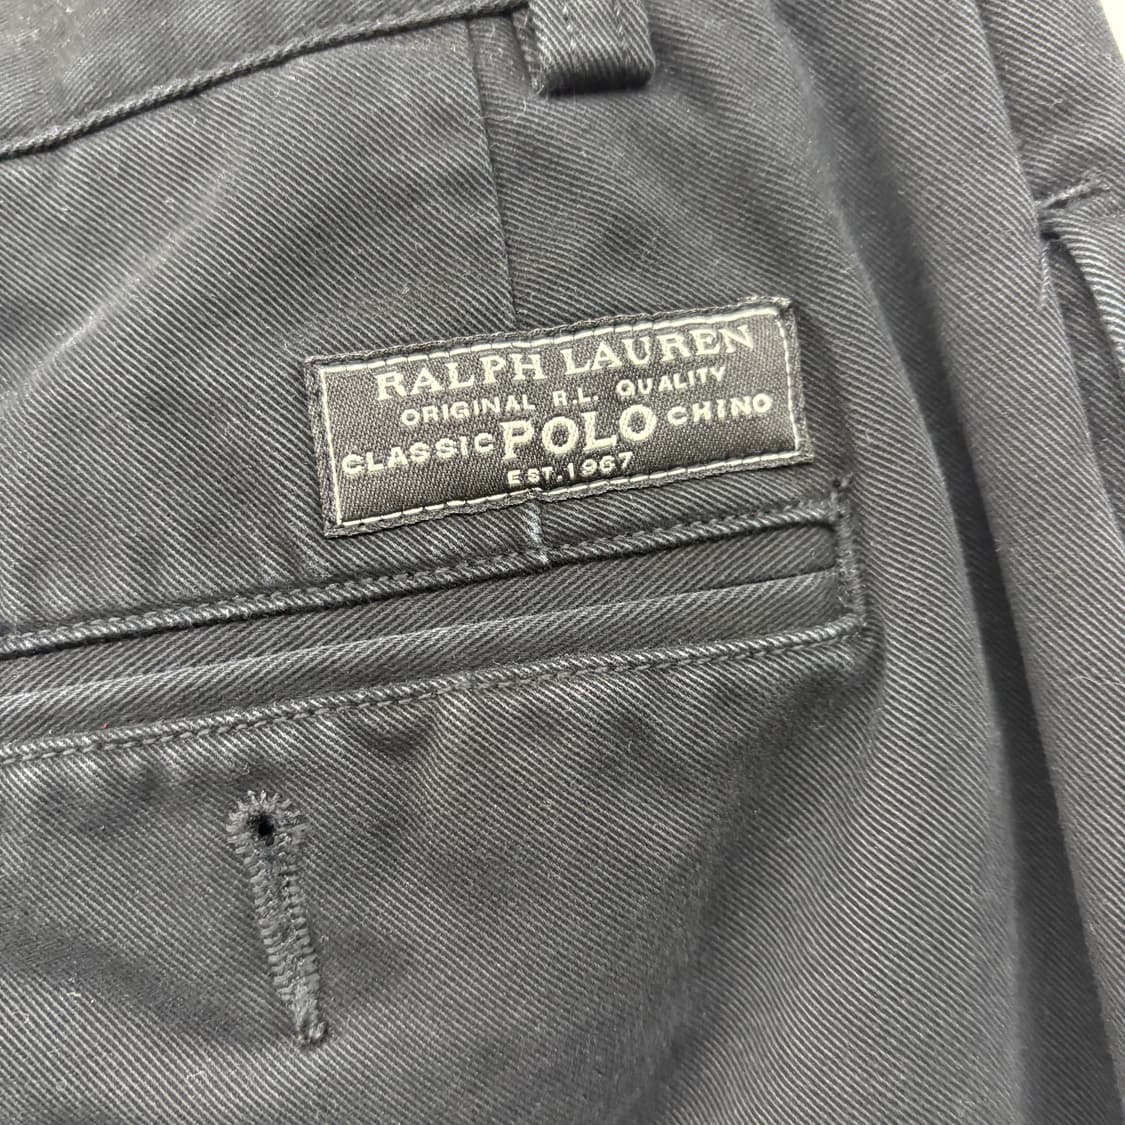 RALPH LAUREN
ORIGINAL R.L. QUALITY
CLASSIC POLO CHINO
EST. 1967